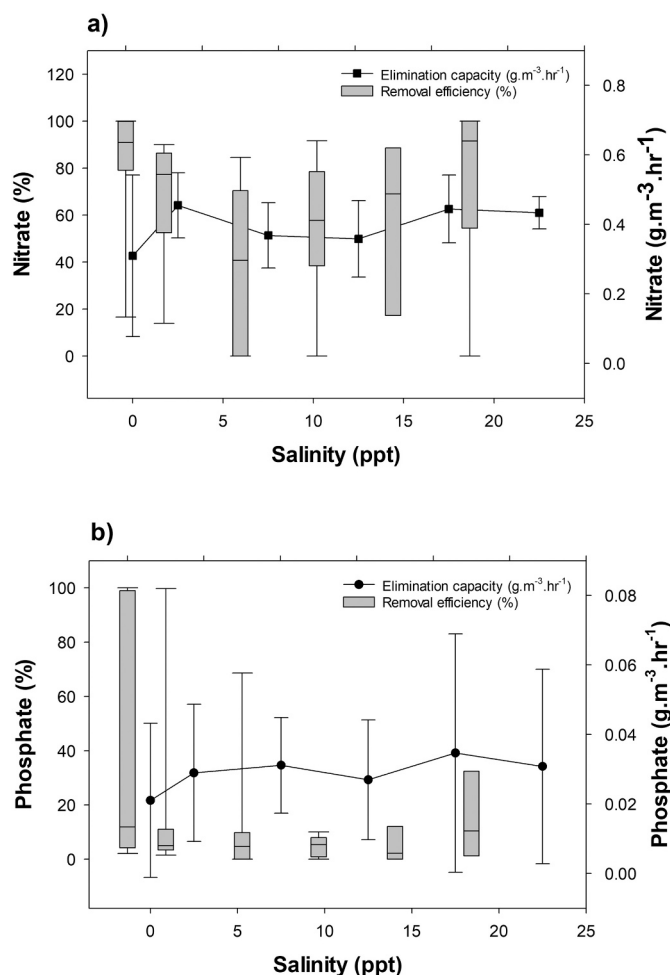 a)
Elimination capacity (g.m-3.hr-1)
Removal efficiency (%)
120
100
80
60
40
20
0
Nitrate (%)
0.8
0.6
0.4
0.2
0.0
Nitrate (g.m-3.hr-1)
0 5 10 15 20 25
Salinity (ppt)
b)
Elimination capacity (g.m-3.hr-1)
Removal efficiency (%)
100
80
60
40
20
0
Phosphate (%)
0.08
0.06
0.04
0.02
0.00
Phosphate (g.m-3.hr-1)
0 5 10 15 20 25
Salinity (ppt)